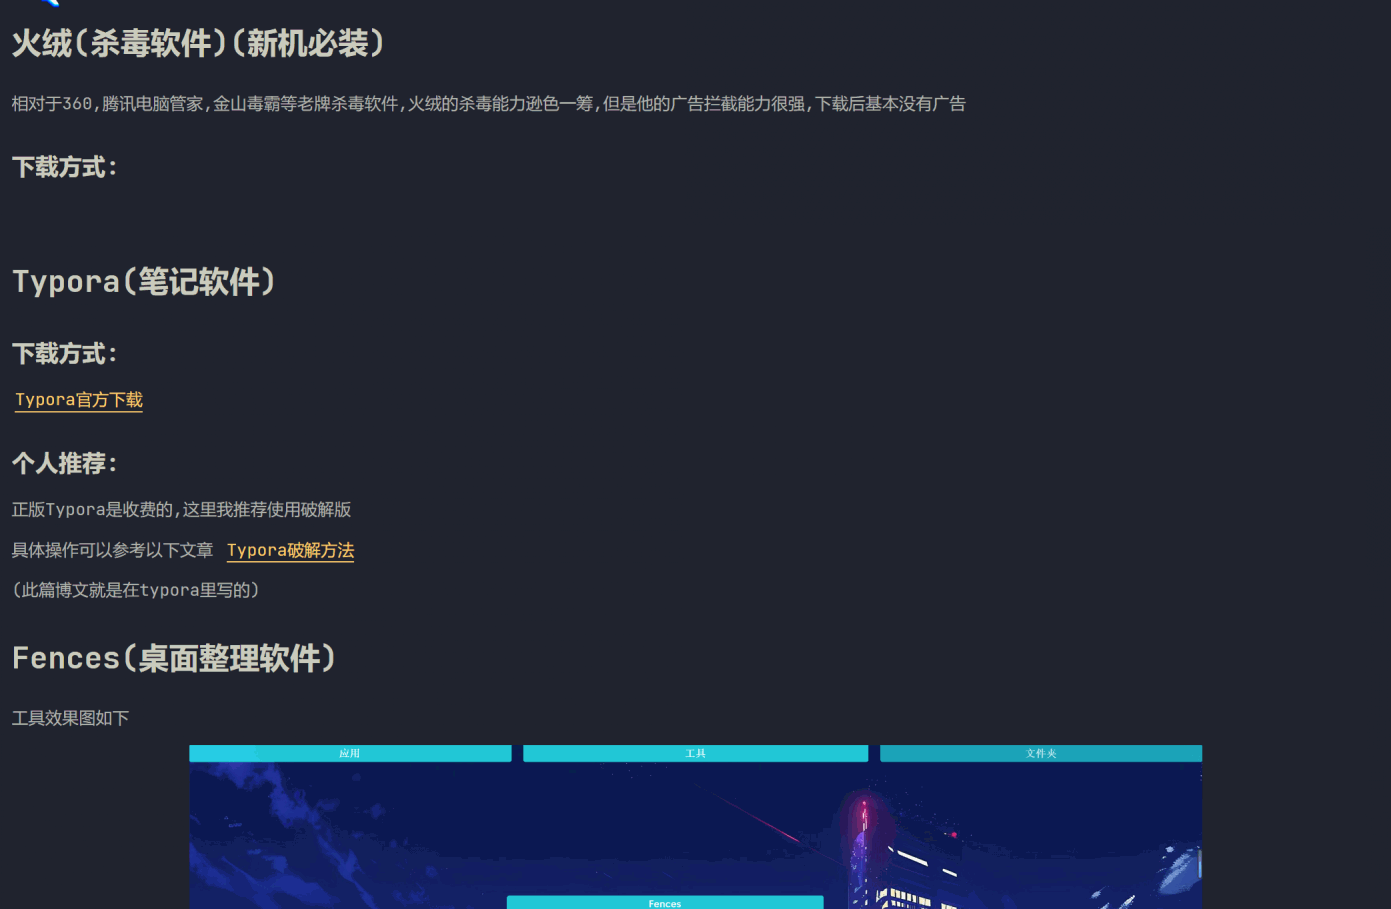 火绒(杀毒软件)(新机必装)
相对于360,腾讯电脑管家,金山毒霸等老牌杀毒软件,火绒的杀毒能力逊色一筹,但是他的广告拦截能力很强,下载后基本没有广告
下载方式:
Typora(笔记软件)
下载方式:
Typora官方下载
个人推荐:
正版Typora是收费的,这里我推荐使用破解版
具体操作可以参考以下文章 Typora破解方法
(此篇博文就是在typora里写的)
Fences(桌面整理软件)
工具效果图如下
应用 工具 文件夹
Fences